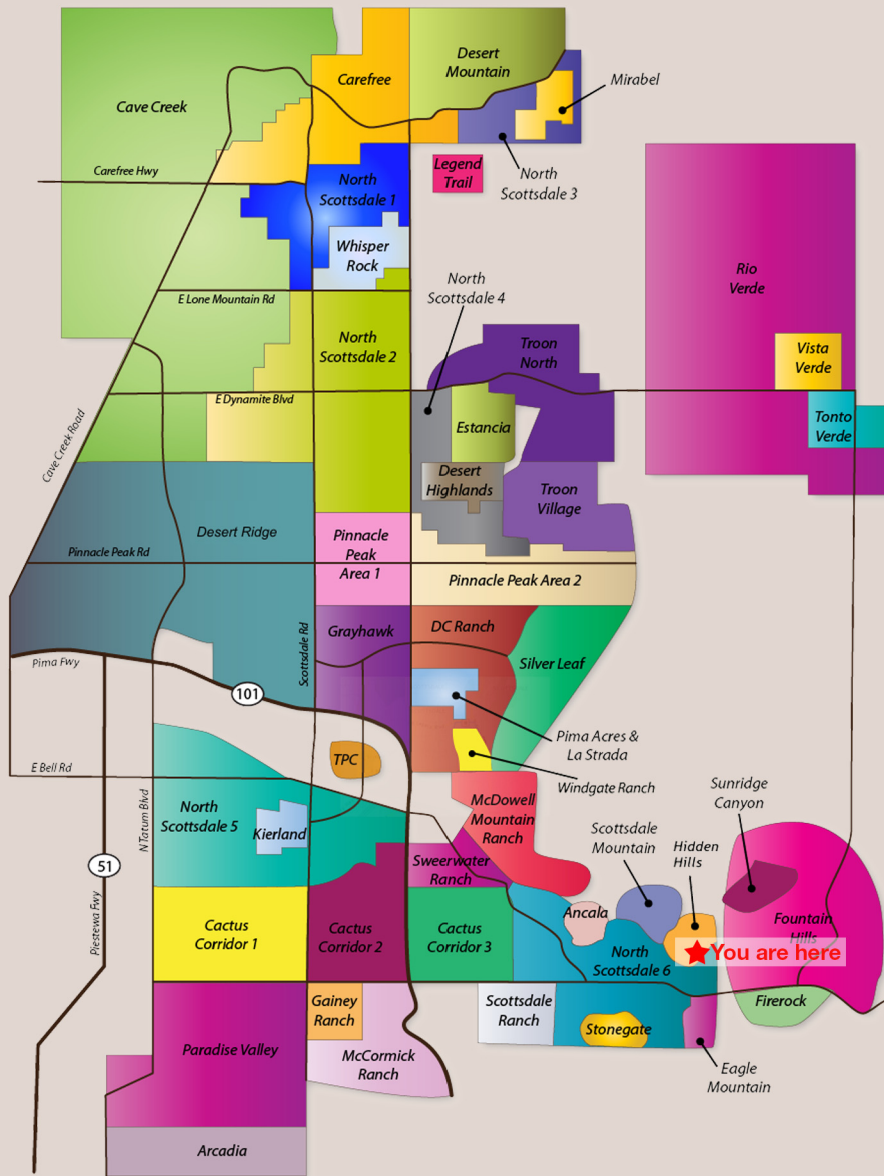 Desert
Mountain
Carefree
Mirabel
Cave Creek
Carefree Hwy
Legend
Trail
North
Scottsdale 3
North
Scottsdale 1
Whisper
Rock
Rio
Verde
North
Scottsdale 4
E Lone Mountain Rd
North
Scottsdale 2
Troon
North
Vista
Verde
E Dynamite Blvd
Tonto
Verde
Cave Creek Road
Estancia
Desert
Highlands
Troon
Village
Desert Ridge
Pinnacle
Peak
Area 1
Pinnacle Peak Rd
Pinnacle Peak Area 2
Scottsdale Rd
Grayhawk
DC Ranch
Silver Leaf
Pima Fwy
101
Pima Acres &
La Strada
TPC
E Bell Rd
Windgate Ranch
Sunridge
Canyon
N Tatum Blvd
North
Scottsdale 5
Kierland
McDowell
Mountain
Ranch
Scottsdale
Mountain
Hidden
Hills
51
Sweerwater
Ranch
Piestewa Fwy
Ancala
Fountain
Hills
Cactus
Corridor 1
Cactus
Corridor 2
Cactus
Corridor 3
North
Scottsdale 6
You are here
Gainey
Ranch
Scottsdale
Ranch
Stonegate
Firerock
Paradise Valley
McCormick
Ranch
Eagle
Mountain
Arcadia